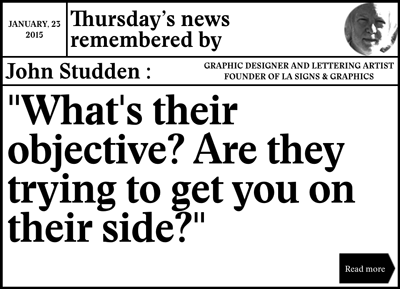 JANUARY, 23
2015
Thursday's news
remembered by
John Studden :
GRAPHIC DESIGNER AND LETTERING ARTIST
FOUNDER OF LA SIGNS & GRAPHICS
"What's their
objective? Are they
trying to get you on
their side?"
Read more